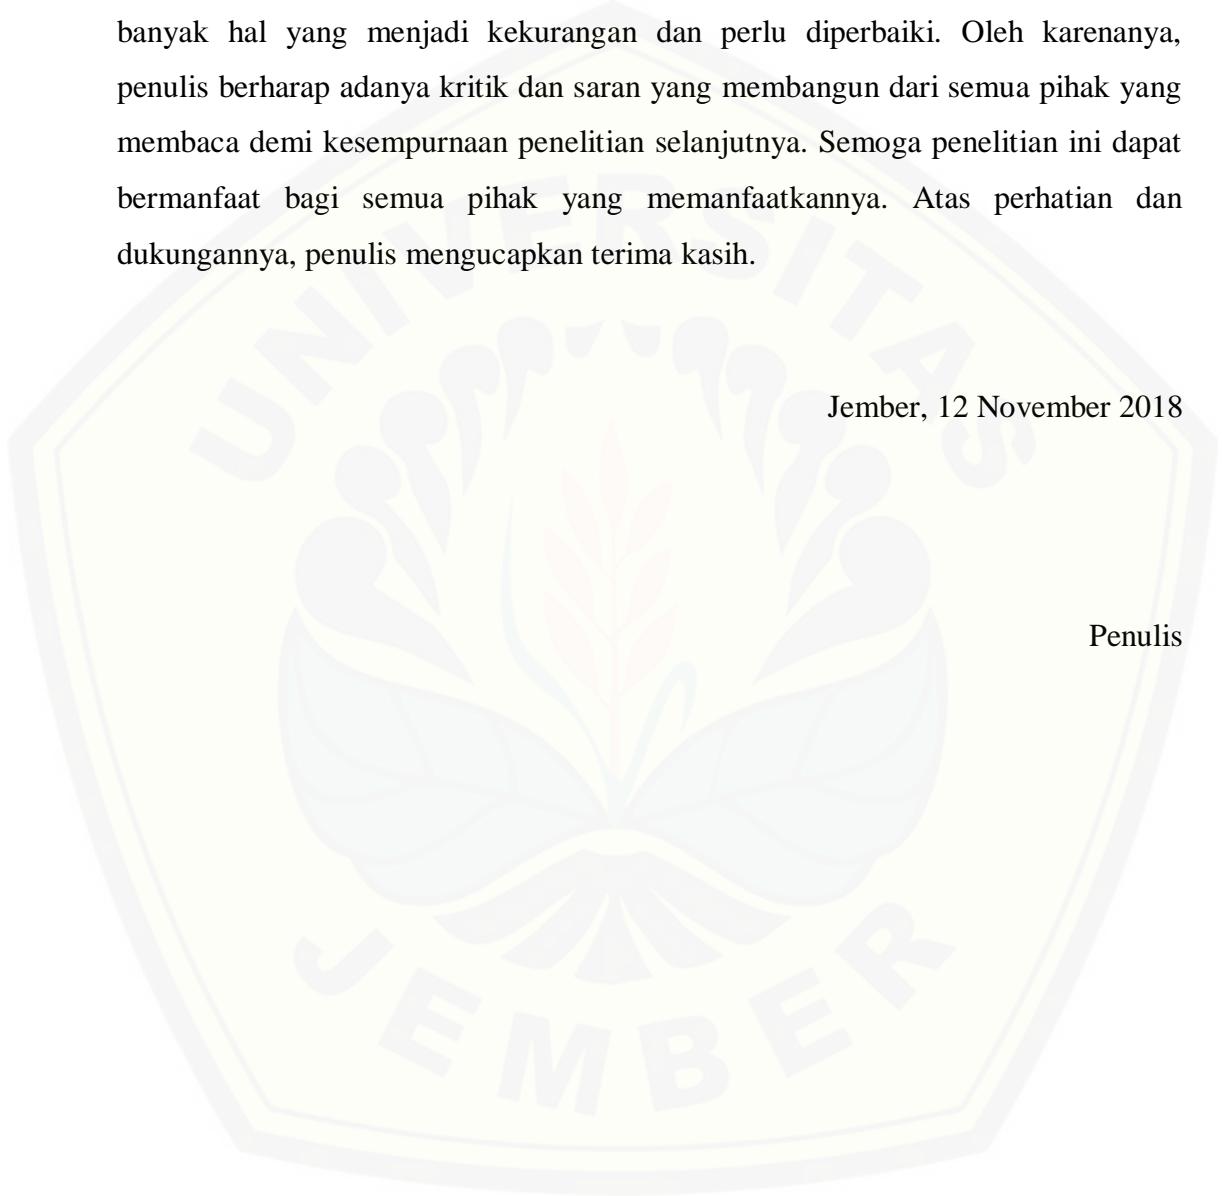 banyak hal yang menjadi kekurangan dan perlu diperbaiki. Oleh karenanya,
penulis berharap adanya kritik dan saran yang membangun dari semua pihak yang
membaca demi kesempurnaan penelitian selanjutnya. Semoga penelitian ini dapat
bermanfaat bagi semua pihak yang memanfaatkannya. Atas perhatian dan
dukungannya, penulis mengucapkan terima kasih.
Jember, 12 November 2018
Penulis
UNIVERSITAS
JEMBER